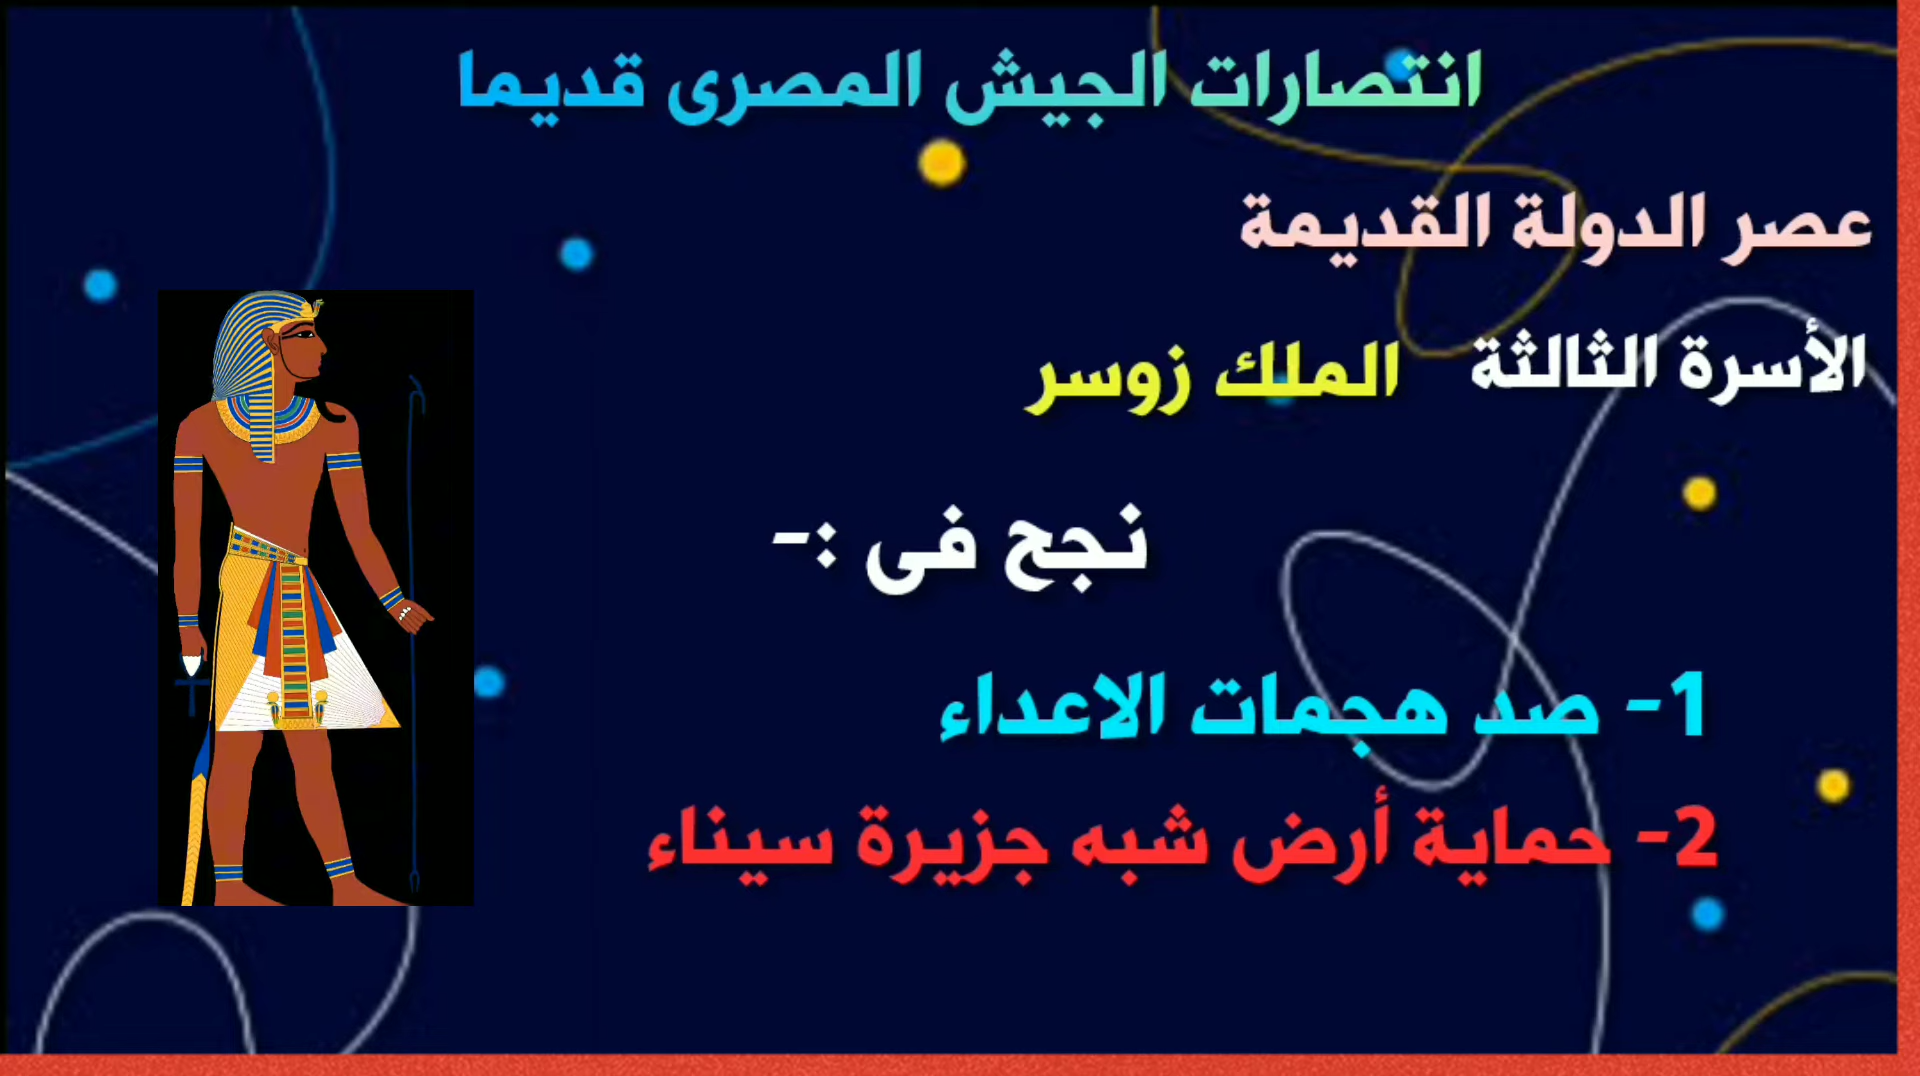 انتصارات الجيش المصرى قديما
عصر الدولة القديمة
الأسرة الثالثة الملك زوسر
نجح فى :-
1- صد هجمات الاعداء
2- حماية أرض شبه جزيرة سيناء